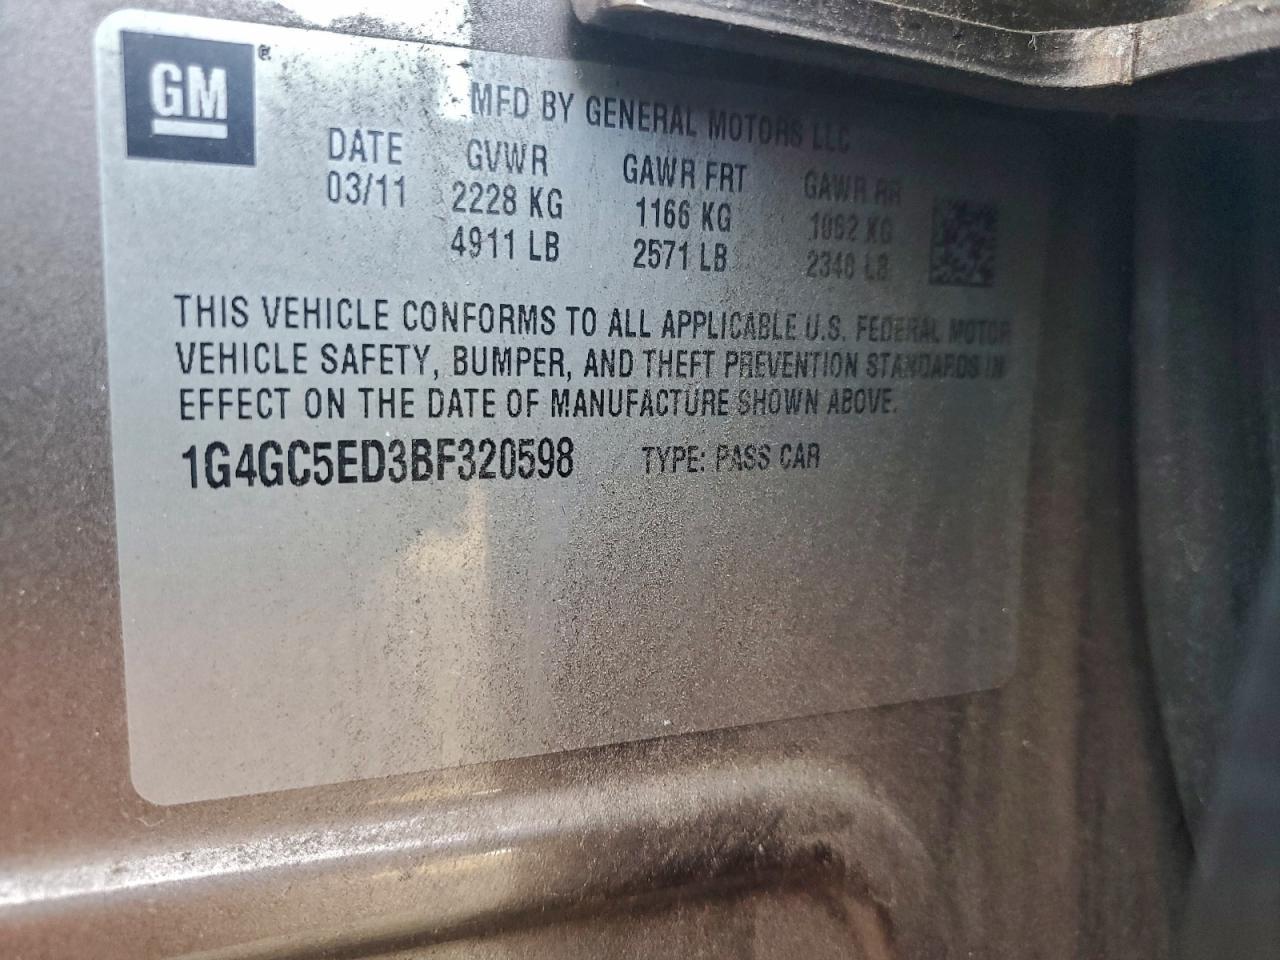 GM®
MFD BY GENERAL MOTORS LLC
DATE GVWR GAWR FRT GAWR RR
03/11 2228 KG 1166 KG 1062 KG
4911 LB 2571 LB 2340 LB
THIS VEHICLE CONFORMS TO ALL APPLICABLE U.S. FEDERAL MOTOR
VEHICLE SAFETY, BUMPER, AND THEFT PREVENTION STANDARDS IN
EFFECT ON THE DATE OF MANUFACTURE SHOWN ABOVE.
1G4GC5ED3BF320598 TYPE: PASS CAR